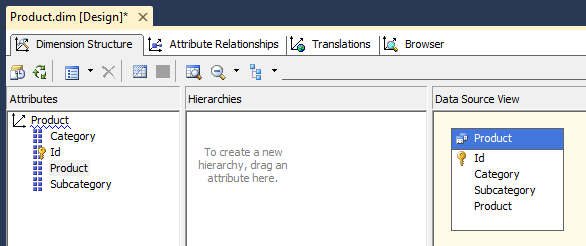 Product.dim [Design]*
Dimension Structure
Attribute Relationships
Translations
Browser
Attributes
Product
Category
Id
Product
Subcategory
Hierarchies
To create a new
hierarchy, drag an
attribute here.
Data Source View
Product
Id
Category
Subcategory
Product